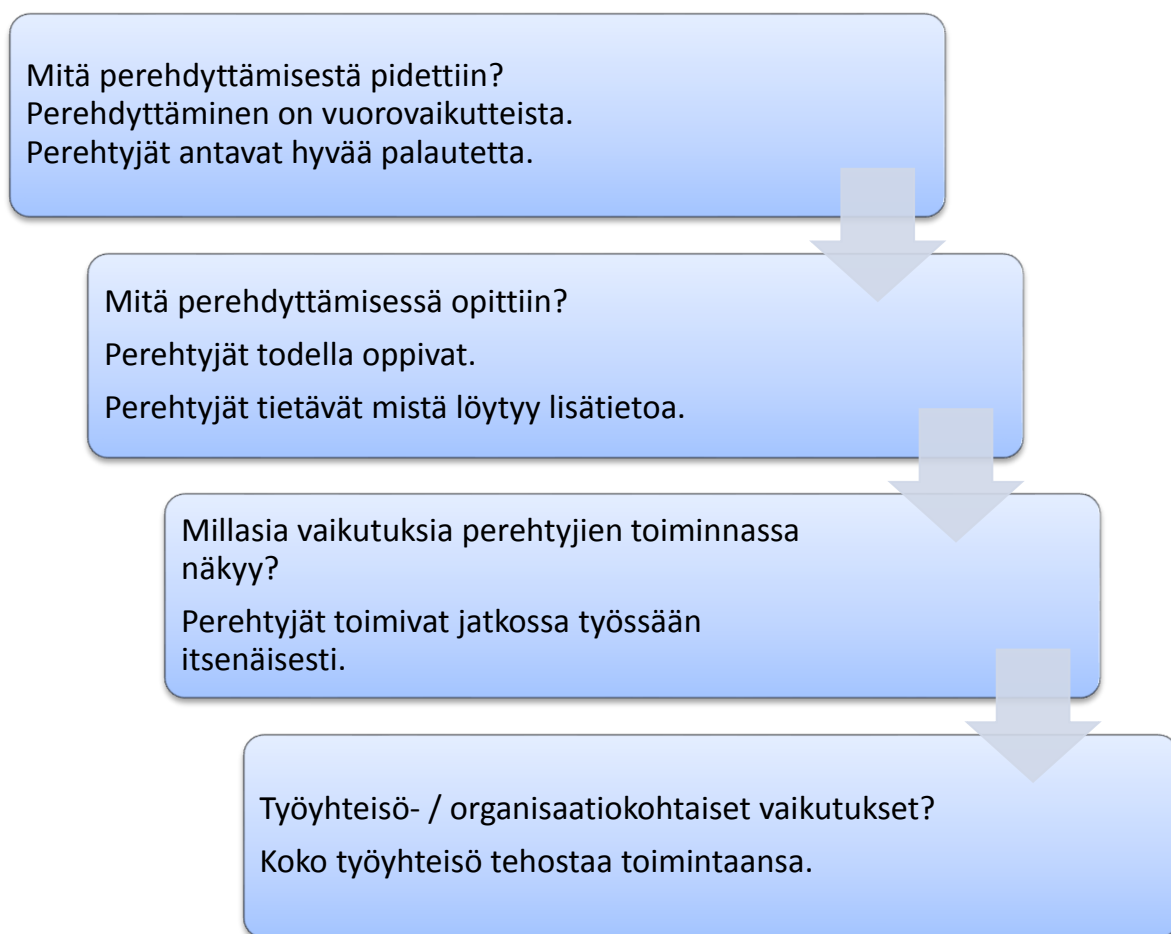 Mitä perehdyttämisestä pidettiin?
Perehdyttäminen on vuorovaikutteista.
Perehtyjät antavat hyvää palautetta.
Mitä perehdyttämisessä opittiin?
Perehtyjät todella oppivat.
Perehtyjät tietävät mistä löytyy lisätietoa.
Millasia vaikutuksia perehtyjien toiminnassa
näkyy?
Perehtyjät toimivat jatkossa työssään
itsenäisesti.
Työyhteisö- / organisaatiokohtaiset vaikutukset?
Koko työyhteisö tehostaa toimintaansa.